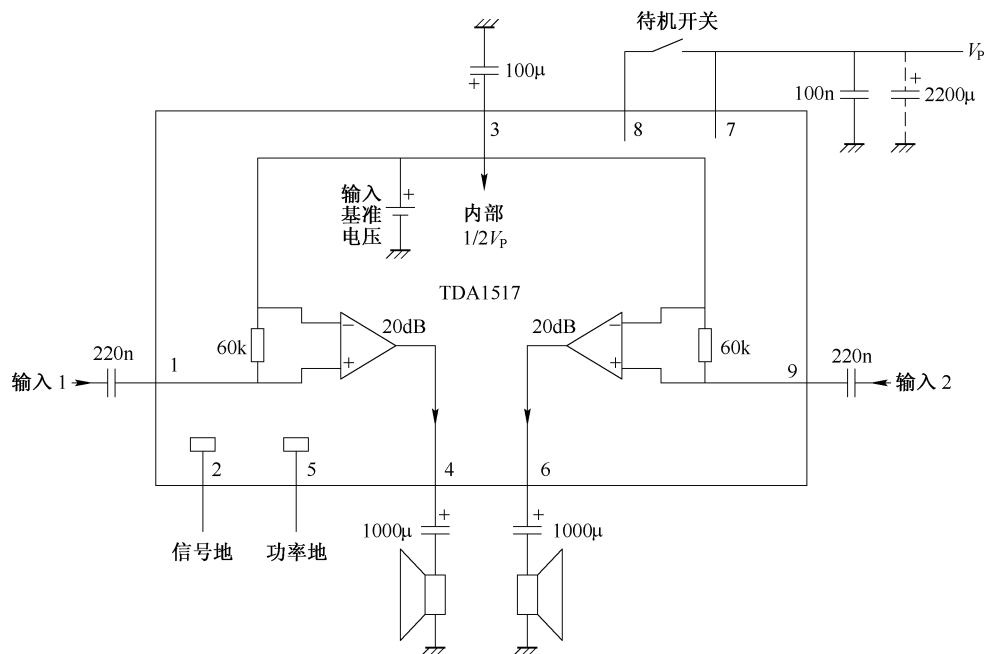 待机开关
V_P
100μ
+
100n
+
2200μ
3
8
7
输入
基准
电压
+
内部
1/2V_P
TDA1517
20dB
20dB
−
+
−
+
60k
60k
220n
1
输入 1
9
220n
输入 2
2
5
4
6
信号地
功率地
1000μ
+
+
1000μ